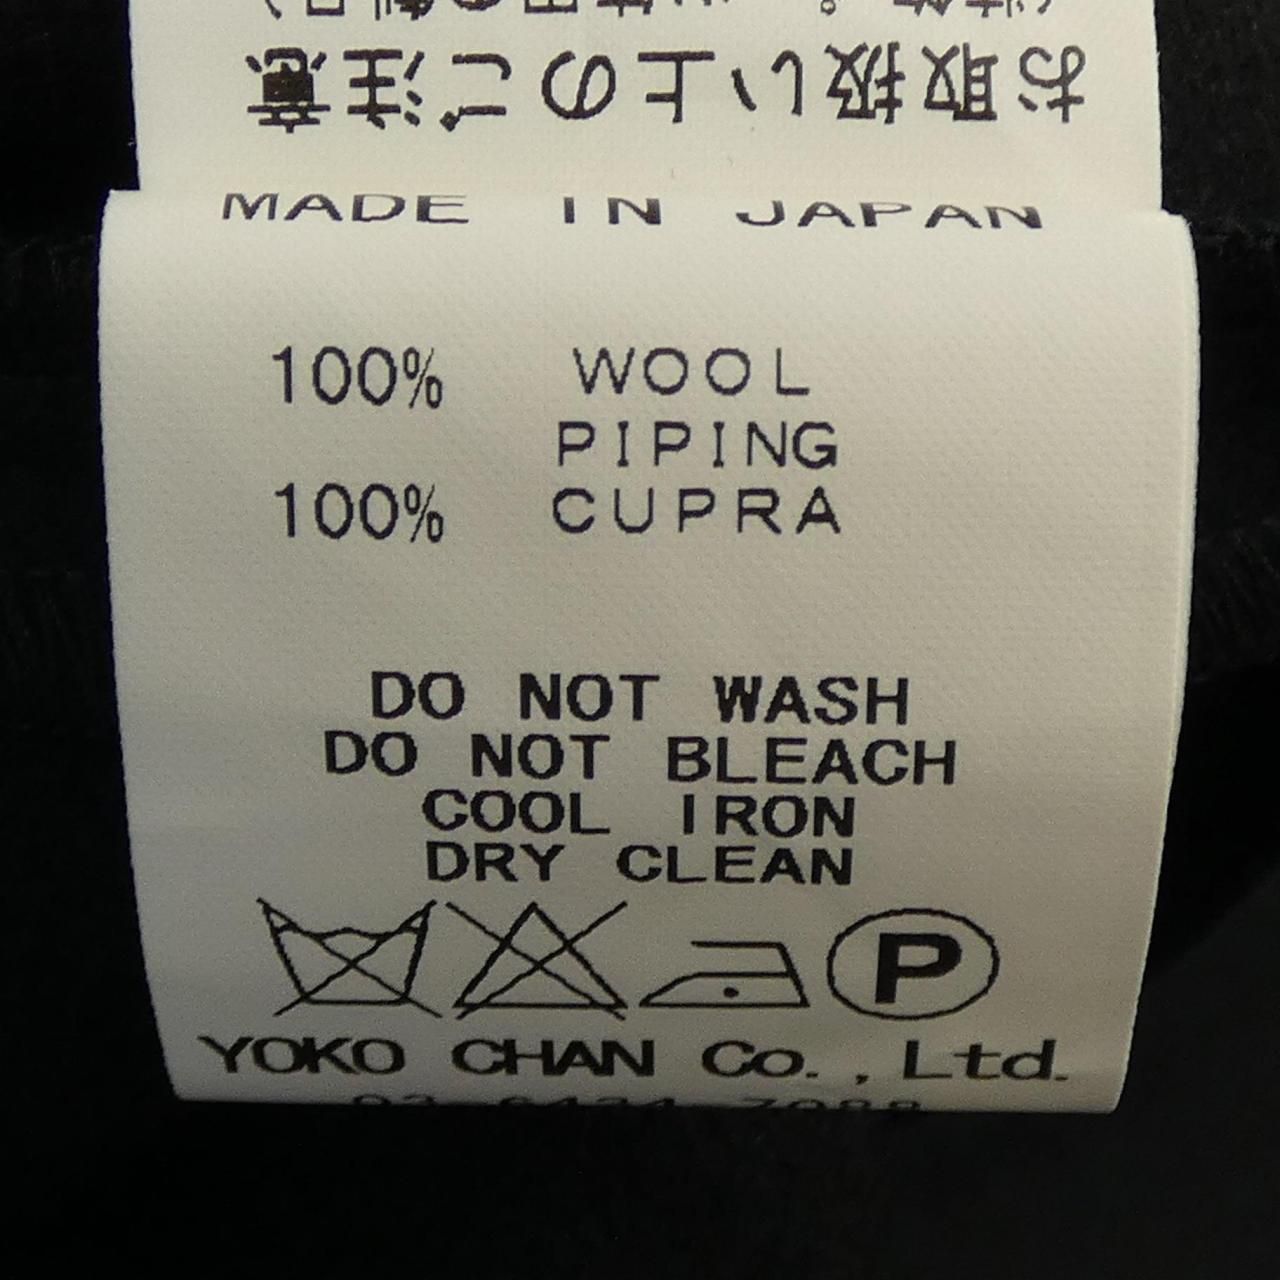 お取扱い上のご注意
MADE IN JAPAN
100% WOOL
PIPING
100% CUPRA
DO NOT WASH
DO NOT BLEACH
COOL IRON
DRY CLEAN
P
YOKO CHAN Co., Ltd.